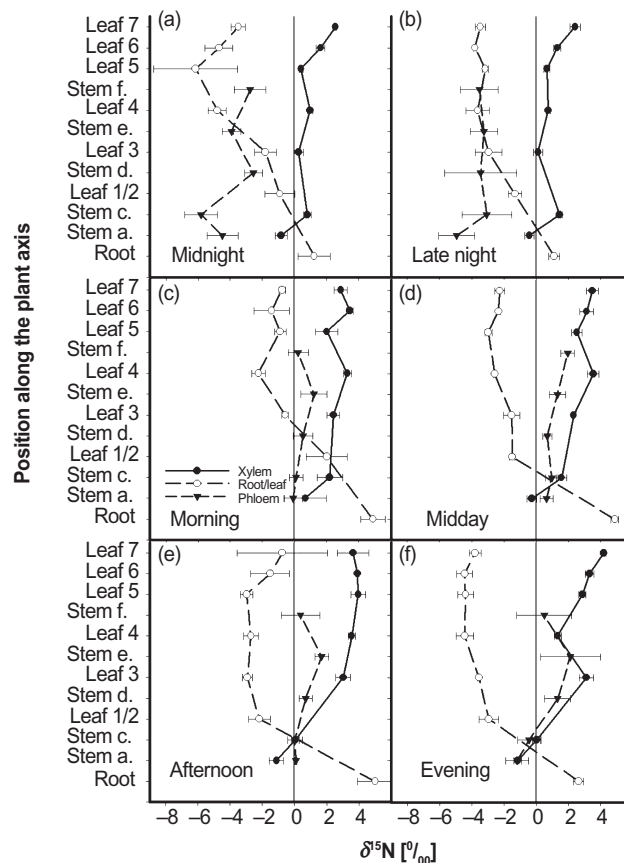 Position along the plant axis
Leaf 7
Leaf 6
Leaf 5
Stem f.
Leaf 4
Stem e.
Leaf 3
Stem d.
Leaf 1/2
Stem c.
Stem a.
Root
(a)
Midnight
(b)
Late night
Leaf 7
Leaf 6
Leaf 5
Stem f.
Leaf 4
Stem e.
Leaf 3
Stem d.
Leaf 1/2
Stem c.
Stem a.
Root
(c)
Xylem
Root/leaf
Phloem
Morning
(d)
Midday
Leaf 7
Leaf 6
Leaf 5
Stem f.
Leaf 4
Stem e.
Leaf 3
Stem d.
Leaf 1/2
Stem c.
Stem a.
Root
(e)
Afternoon
(f)
Evening
–8 –6 –4 –2 0 2 4 –8 –6 –4 –2 0 2 4
δ¹⁵N [⁰/₀₀]